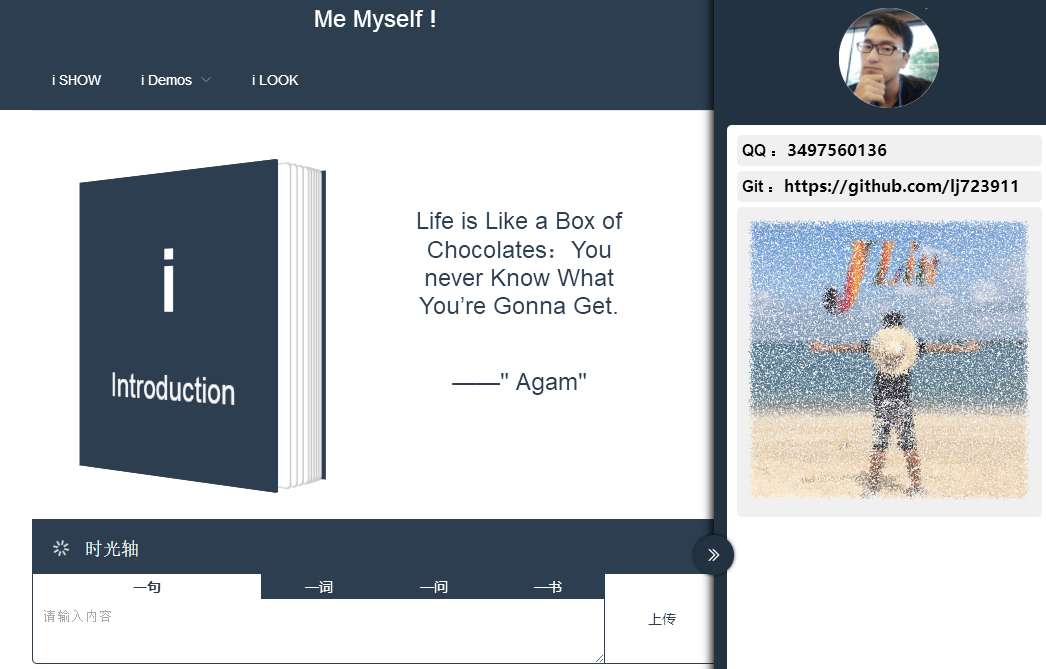 Me Myself !
i SHOW
i Demos
i LOOK
i
Introduction
Life is Like a Box of
Chocolates：You
never Know What
You’re Gonna Get.
——" Agam"
时光轴
一句
一词
一问
一书
请输入内容
上传
QQ： 3497560136
Git： https://github.com/lj723911
J Lin